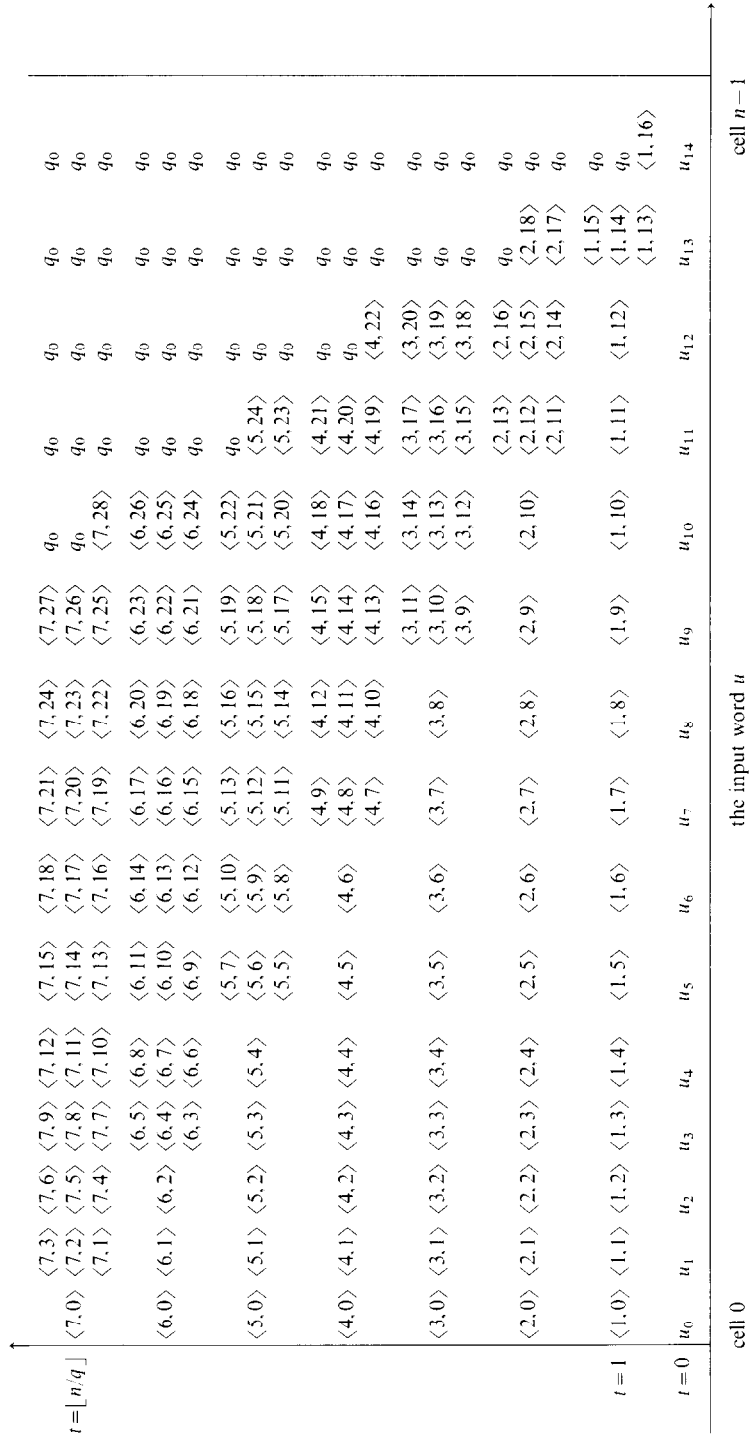 ⟨7,3⟩ ⟨7,6⟩ ⟨7,9⟩ ⟨7,12⟩ ⟨7,15⟩ ⟨7,18⟩ ⟨7,21⟩ ⟨7,24⟩ ⟨7,27⟩ q₀ q₀ q₀ q₀ q₀
t=⌊n/q⌋ ⟨7,0⟩ ⟨7,2⟩ ⟨7,5⟩ ⟨7,8⟩ ⟨7,11⟩ ⟨7,14⟩ ⟨7,17⟩ ⟨7,20⟩ ⟨7,23⟩ ⟨7,26⟩ q₀ q₀ q₀ q₀ q₀
⟨7,1⟩ ⟨7,4⟩ ⟨7,7⟩ ⟨7,10⟩ ⟨7,13⟩ ⟨7,16⟩ ⟨7,19⟩ ⟨7,22⟩ ⟨7,25⟩ ⟨7,28⟩ q₀ q₀ q₀ q₀
⟨6,5⟩ ⟨6,8⟩ ⟨6,11⟩ ⟨6,14⟩ ⟨6,17⟩ ⟨6,20⟩ ⟨6,23⟩ ⟨6,26⟩ q₀ q₀ q₀ q₀
⟨6,0⟩ ⟨6,1⟩ ⟨6,2⟩ ⟨6,4⟩ ⟨6,7⟩ ⟨6,10⟩ ⟨6,13⟩ ⟨6,16⟩ ⟨6,19⟩ ⟨6,22⟩ ⟨6,25⟩ q₀ q₀ q₀ q₀
⟨6,3⟩ ⟨6,6⟩ ⟨6,9⟩ ⟨6,12⟩ ⟨6,15⟩ ⟨6,18⟩ ⟨6,21⟩ ⟨6,24⟩ q₀ q₀ q₀ q₀
⟨5,7⟩ ⟨5,10⟩ ⟨5,13⟩ ⟨5,16⟩ ⟨5,19⟩ ⟨5,22⟩ q₀ q₀ q₀ q₀
⟨5,0⟩ ⟨5,1⟩ ⟨5,2⟩ ⟨5,3⟩ ⟨5,4⟩ ⟨5,6⟩ ⟨5,9⟩ ⟨5,12⟩ ⟨5,15⟩ ⟨5,18⟩ ⟨5,21⟩ ⟨5,24⟩ q₀ q₀ q₀
⟨5,5⟩ ⟨5,8⟩ ⟨5,11⟩ ⟨5,14⟩ ⟨5,17⟩ ⟨5,20⟩ ⟨5,23⟩ q₀ q₀ q₀
⟨4,9⟩ ⟨4,12⟩ ⟨4,15⟩ ⟨4,18⟩ ⟨4,21⟩ q₀ q₀ q₀
⟨4,0⟩ ⟨4,1⟩ ⟨4,2⟩ ⟨4,3⟩ ⟨4,4⟩ ⟨4,5⟩ ⟨4,6⟩ ⟨4,8⟩ ⟨4,11⟩ ⟨4,14⟩ ⟨4,17⟩ ⟨4,20⟩ q₀ q₀ q₀
⟨4,7⟩ ⟨4,10⟩ ⟨4,13⟩ ⟨4,16⟩ ⟨4,19⟩ ⟨4,22⟩ q₀ q₀
⟨3,11⟩ ⟨3,14⟩ ⟨3,17⟩ ⟨3,20⟩ q₀ q₀
⟨3,0⟩ ⟨3,1⟩ ⟨3,2⟩ ⟨3,3⟩ ⟨3,4⟩ ⟨3,5⟩ ⟨3,6⟩ ⟨3,7⟩ ⟨3,8⟩ ⟨3,10⟩ ⟨3,13⟩ ⟨3,16⟩ ⟨3,19⟩ q₀ q₀
⟨3,9⟩ ⟨3,12⟩ ⟨3,15⟩ ⟨3,18⟩ q₀ q₀
⟨2,13⟩ ⟨2,16⟩ q₀ q₀
⟨2,0⟩ ⟨2,1⟩ ⟨2,2⟩ ⟨2,3⟩ ⟨2,4⟩ ⟨2,5⟩ ⟨2,6⟩ ⟨2,7⟩ ⟨2,8⟩ ⟨2,9⟩ ⟨2,10⟩ ⟨2,12⟩ ⟨2,15⟩ ⟨2,18⟩ q₀
⟨2,11⟩ ⟨2,14⟩ ⟨2,17⟩ q₀
⟨1,15⟩ q₀
t=1 ⟨1,0⟩ ⟨1,1⟩ ⟨1,2⟩ ⟨1,3⟩ ⟨1,4⟩ ⟨1,5⟩ ⟨1,6⟩ ⟨1,7⟩ ⟨1,8⟩ ⟨1,9⟩ ⟨1,10⟩ ⟨1,11⟩ ⟨1,12⟩ ⟨1,14⟩ q₀
⟨1,13⟩ ⟨1,16⟩
t=0 u₀ u₁ u₂ u₃ u₄ u₅ u₆ u₇ u₈ u₉ u₁₀ u₁₁ u₁₂ u₁₃ u₁₄
cell 0 the input word u cell n−1